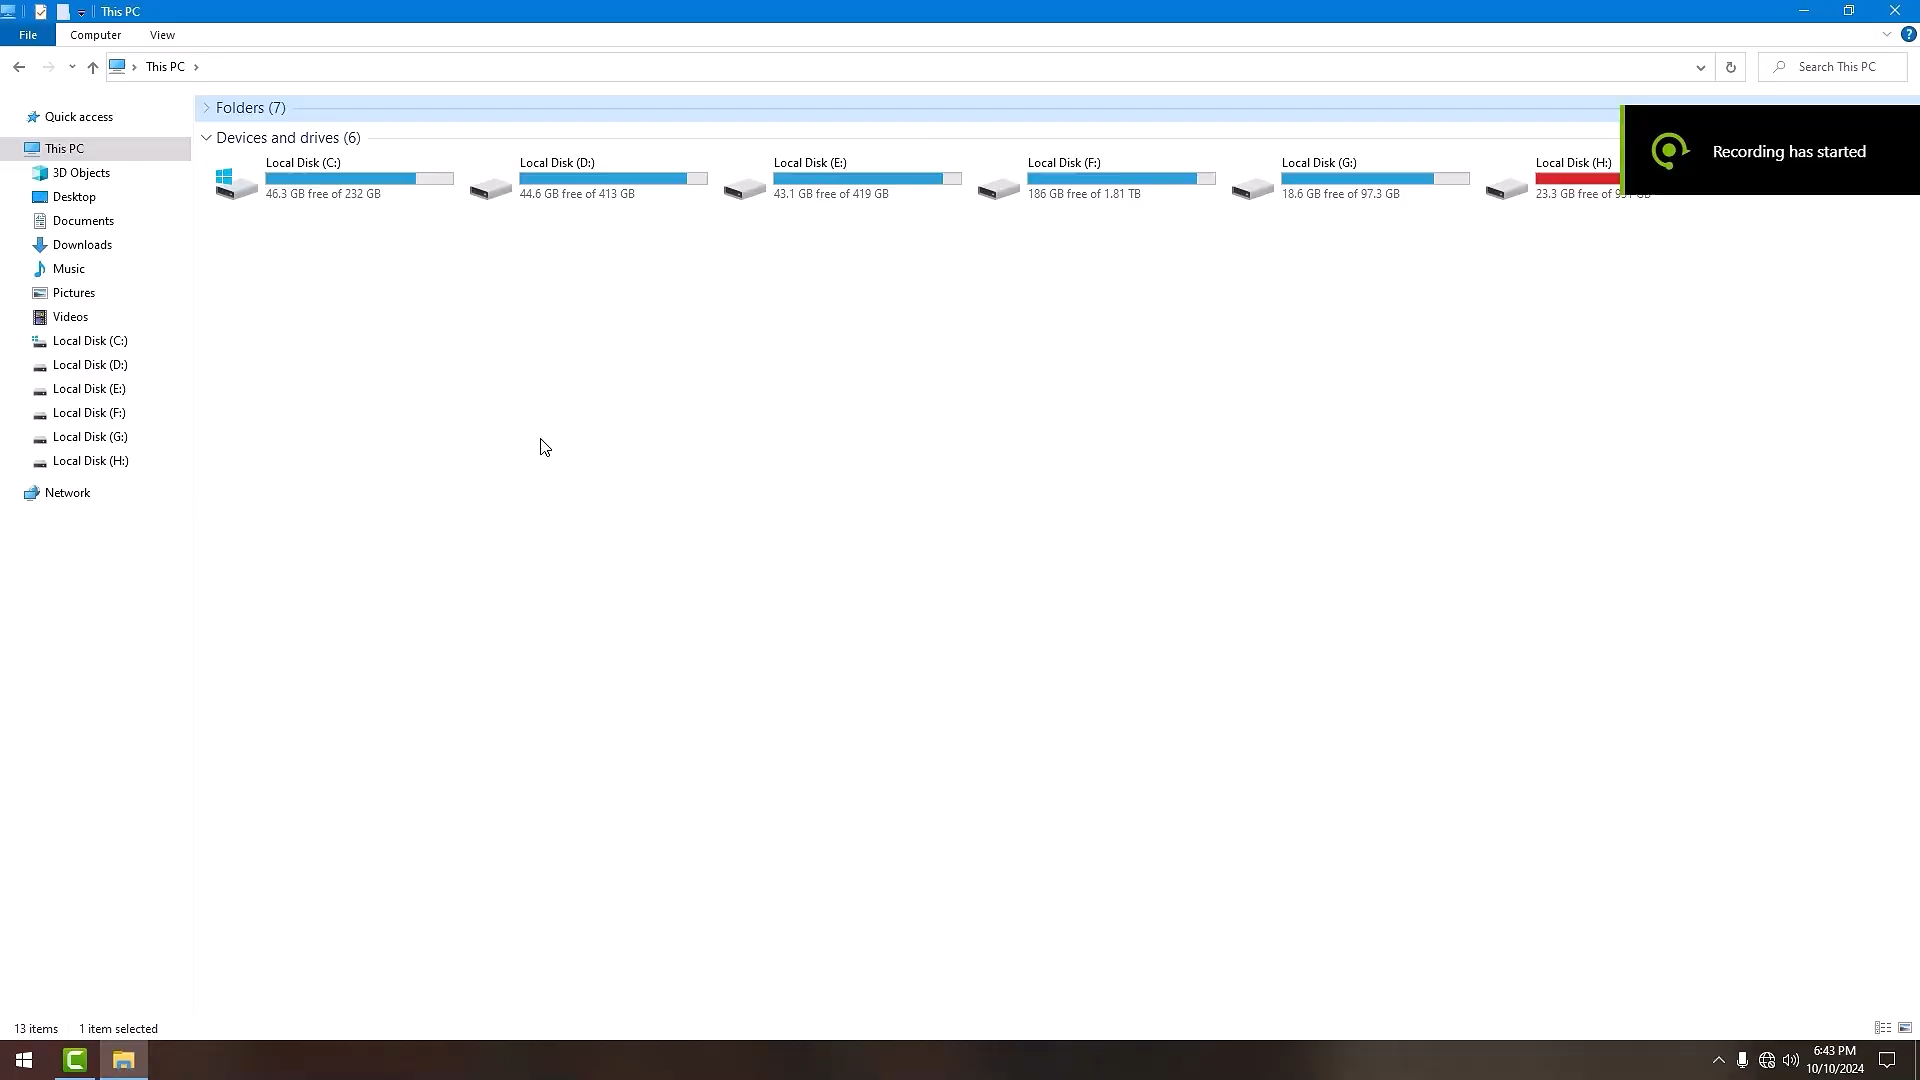 This PC
File Computer View
This PC
Search This PC
Quick access
This PC
3D Objects
Desktop
Documents
Downloads
Music
Pictures
Videos
Local Disk (C:)
Local Disk (D:)
Local Disk (E:)
Local Disk (F:)
Local Disk (G:)
Local Disk (H:)
Network
Folders (7)
Devices and drives (6)
Local Disk (C:)
46.3 GB free of 232 GB
Local Disk (D:)
44.6 GB free of 413 GB
Local Disk (E:)
43.1 GB free of 419 GB
Local Disk (F:)
186 GB free of 1.81 TB
Local Disk (G:)
18.6 GB free of 97.3 GB
Local Disk (H:)
23.3 GB free of
Recording has started
13 items 1 item selected
6:43 PM
10/10/2024